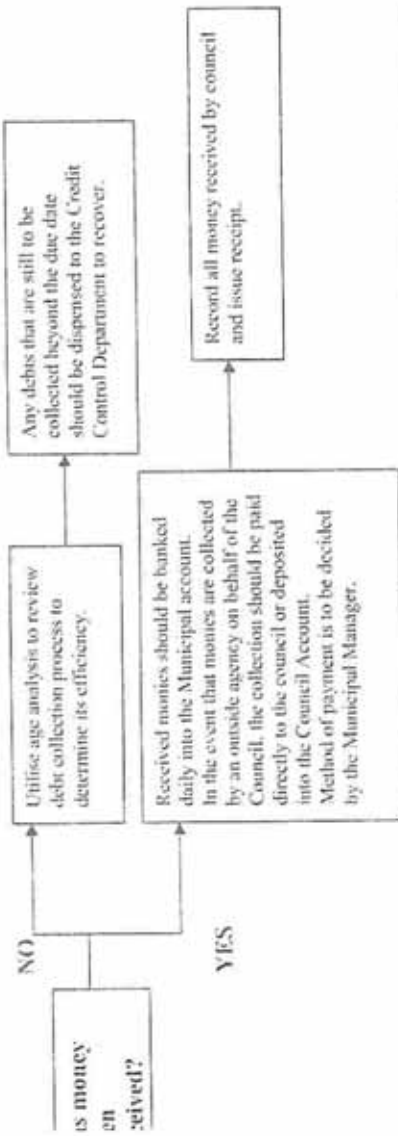 as money
en
ceived?
NO
Utilise age analysis to review
debt collection process to
determine its efficiency.
Any debts that are still to be
collected beyond the due date
should be dispensed to the Credit
Control Department to recover.
YES
Received monies should be banked
daily into the Municipal account.
In the event that monies are collected
by an outside agency on behalf of the
Council, the collection should be paid
directly to the council or deposited
into the Council Account.
Method of payment is to be decided
by the Municipal Manager.
Record all money received by council
and issue receipt.